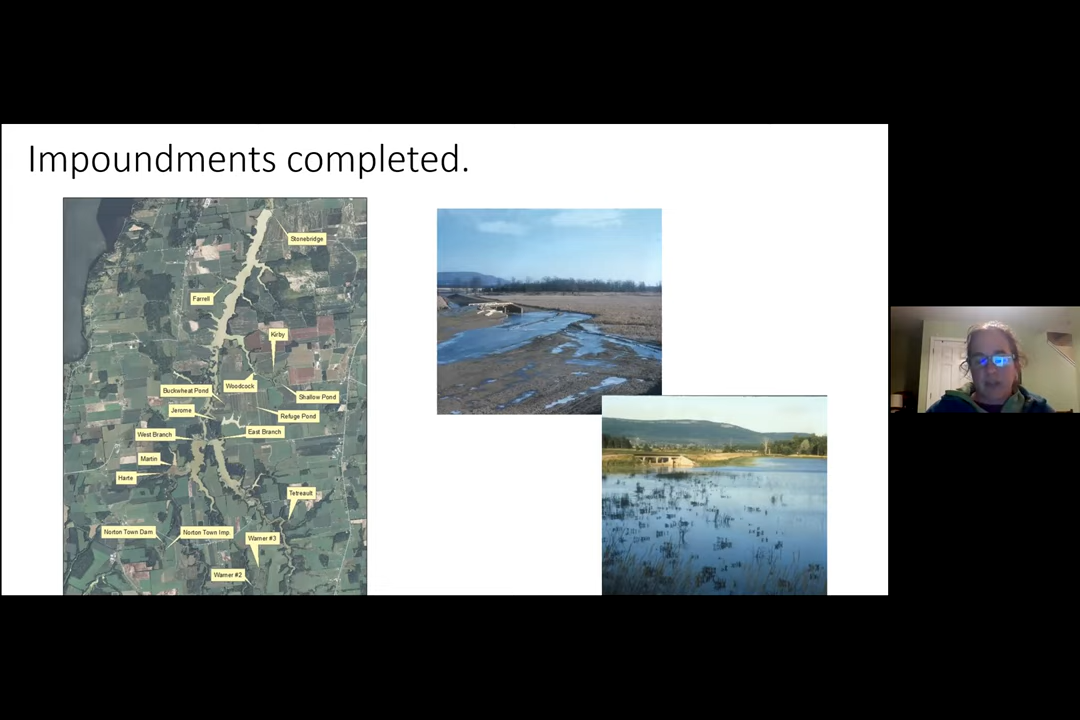 Impoundments completed.
Stonebridge
Farrell
Kirby
Woodcock
Buckwheat Pond
Shallow Pond
Jerome
Refuge Pond
West Branch
East Branch
Martin
Harte
Tetreault
Norton Town Dam
Norton Town Imp
Warner #3
Warner #2